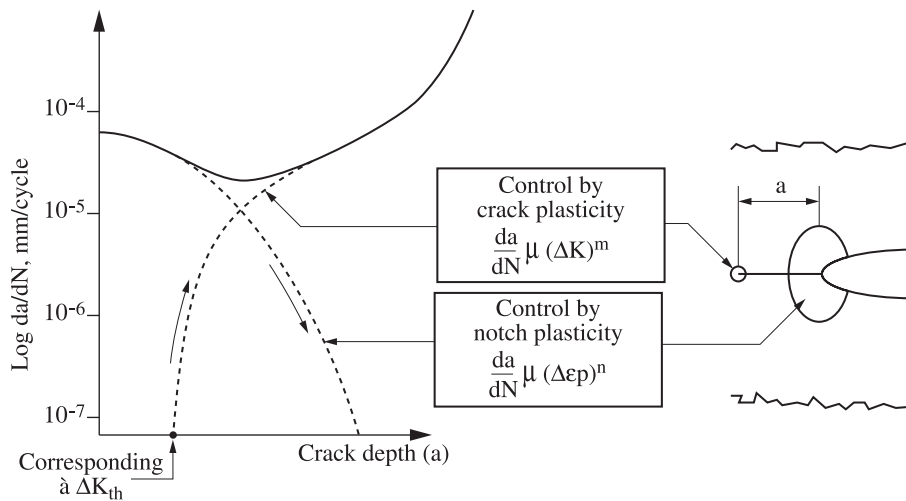 Log da/dN, mm/cycle
10-4
10-5
10-6
10-7
Crack depth (a)
Corresponding
à ΔKth
Control by
crack plasticity
da/dN μ (ΔK)m
Control by
notch plasticity
da/dN μ (Δεp)n
a